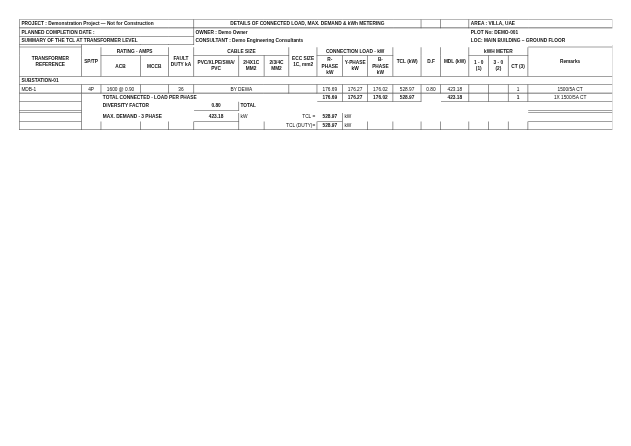 PROJECT : Demonstration Project — Not for Construction DETAILS OF CONNECTED LOAD, MAX. DEMAND & kWh METERING AREA : VILLA, UAE
PLANNED COMPLETION DATE : OWNER : Demo Owner PLOT No: DEMO-001
SUMMARY OF THE TCL AT TRANSFORMER LEVEL CONSULTANT : Demo Engineering Consultants LOC: MAIN BUILDING – GROUND FLOOR
TRANSFORMER REFERENCE SP/TP RATING - AMPS FAULT DUTY kA CABLE SIZE ECC SIZE 1C, mm2 CONNECTION LOAD - kW TCL (kW) D.F MDL (kW) kWH METER Remarks
ACB MCCB PVC/XLPE/SWA/PVC 2/4X1C MM2 2/3/4C MM2 R-PHASE kW Y-PHASE kW B-PHASE kW 1 - 0 (1) 3 - 0 (2) CT (3)
SUBSTATION-01
MDB-1 4P 1600 @ 0.90 36 BY DEWA 176.69 176.27 176.02 528.97 0.80 423.18 1 1500/5A CT
TOTAL CONNECTED - LOAD PER PHASE 176.69 176.27 176.02 528.97 423.18 1 1X 1500/5A CT
DIVERSITY FACTOR 0.80 TOTAL
MAX. DEMAND - 3 PHASE 423.18 kW TCL = 528.97 kW
TCL (DUTY)= 528.97 kW